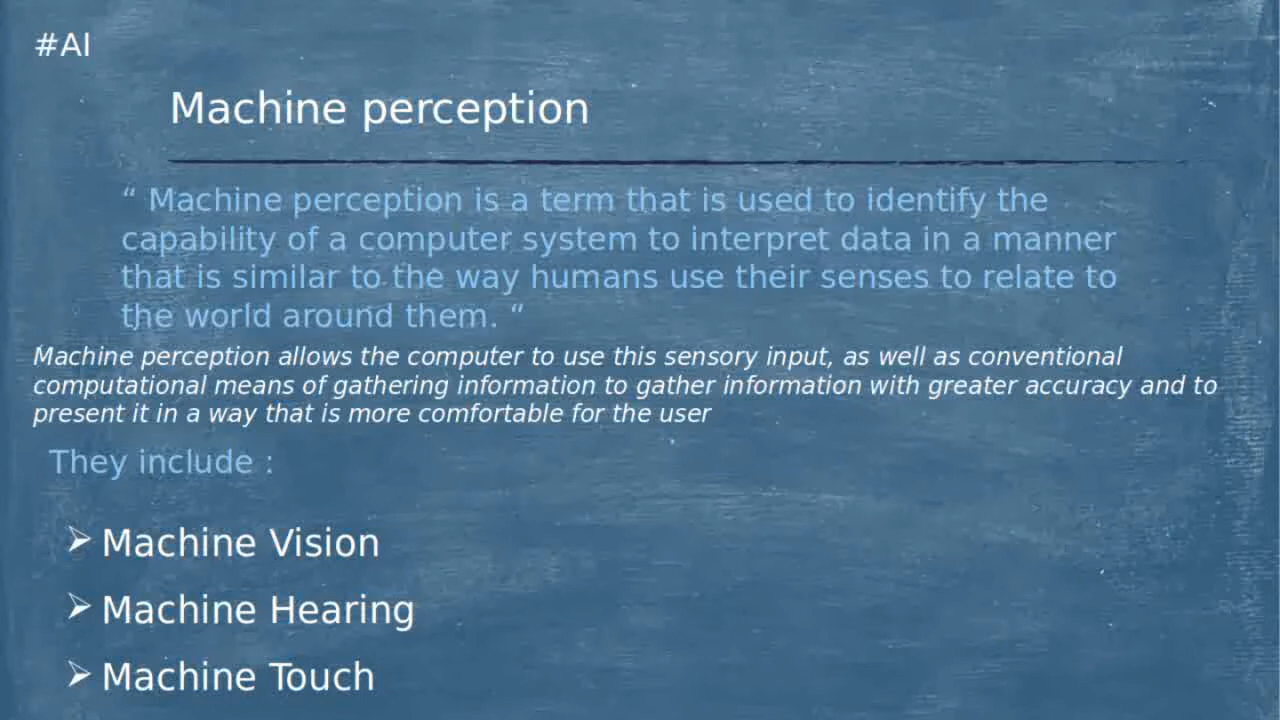 #AI
Machine perception
“ Machine perception is a term that is used to identify the
capability of a computer system to interpret data in a manner
that is similar to the way humans use their senses to relate to
the world around them. “
Machine perception allows the computer to use this sensory input, as well as conventional
computational means of gathering information to gather information with greater accuracy and to
present it in a way that is more comfortable for the user
They include :
➢ Machine Vision
➢ Machine Hearing
➢ Machine Touch